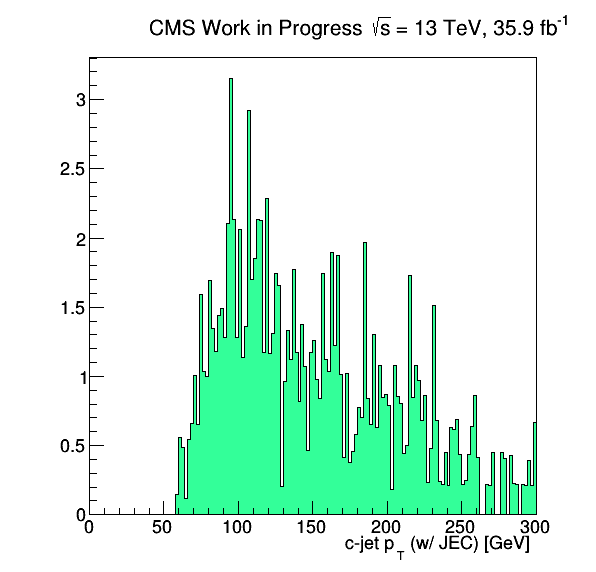 CMS Work in Progress √s = 13 TeV, 35.9 fb⁻¹
3
2.5
2
1.5
1
0.5
0
0 50 100 150 200 250 300
c-jet p_T (w/ JEC) [GeV]